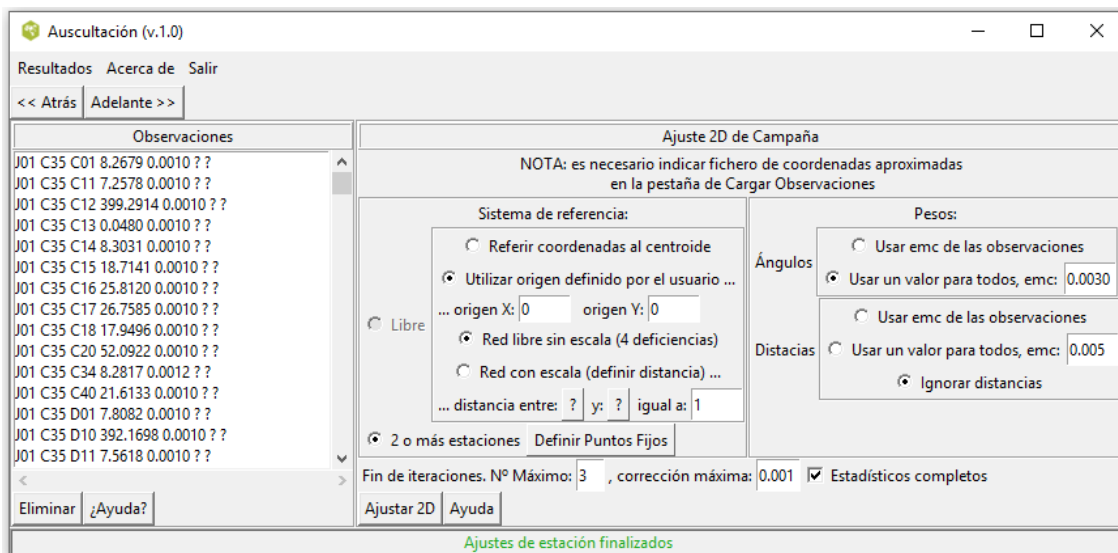 Auscultación (v.1.0)
Resultados Acerca de Salir
<< Atrás Adelante >>
Observaciones
J01 C35 C01 8.2679 0.0010 ? ?
J01 C35 C11 7.2578 0.0010 ? ?
J01 C35 C12 399.2914 0.0010 ? ?
J01 C35 C13 0.0480 0.0010 ? ?
J01 C35 C14 8.3031 0.0010 ? ?
J01 C35 C15 18.7141 0.0010 ? ?
J01 C35 C16 25.8120 0.0010 ? ?
J01 C35 C17 26.7585 0.0010 ? ?
J01 C35 C18 17.9496 0.0010 ? ?
J01 C35 C20 52.0922 0.0010 ? ?
J01 C35 C34 8.2817 0.0012 ? ?
J01 C35 C40 21.6133 0.0010 ? ?
J01 C35 D01 7.8082 0.0010 ? ?
J01 C35 D10 392.1698 0.0010 ? ?
J01 C35 D11 7.5618 0.0010 ? ?
Eliminar ¿Ayuda?
Ajuste 2D de Campaña
NOTA: es necesario indicar fichero de coordenadas aproximadas
en la pestaña de Cargar Observaciones
Sistema de referencia:
Libre
Referir coordenadas al centroide
Utilizar origen definido por el usuario ...
... origen X: 0 origen Y: 0
Red libre sin escala (4 deficiencias)
Red con escala (definir distancia) ...
... distancia entre: ? y: ? igual a: 1
2 o más estaciones Definir Puntos Fijos
Pesos:
Ángulos
Usar emc de las observaciones
Usar un valor para todos, emc: 0.0030
Distacias
Usar emc de las observaciones
Usar un valor para todos, emc: 0.005
Ignorar distancias
Fin de iteraciones. Nº Máximo: 3 , corrección máxima: 0.001 Estadísticos completos
Ajustar 2D Ayuda
Ajustes de estación finalizados